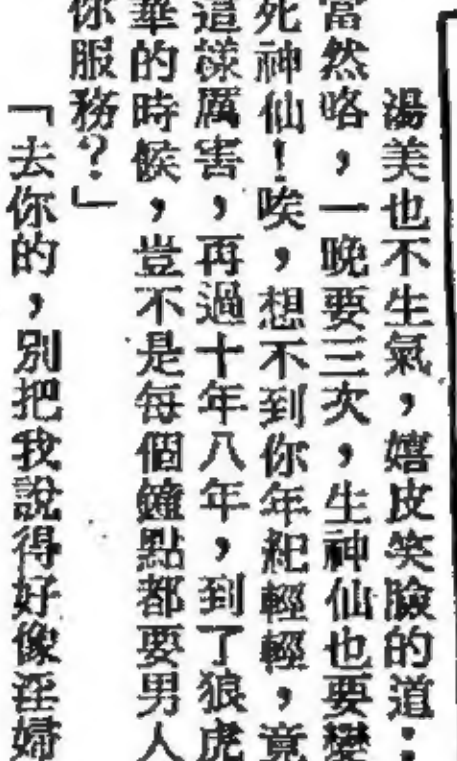 湯美也不生氣，嬉皮笑臉的道：
當然咯，一晚要三次，生神仙也要變
死神仙！唉，想不到你年紀輕輕，竟
這樣厲害，再過十年八年，到了狼虎
華的時候，豈不是每個鐘點都要男人
你服務？」
「去你的，別把我說得好像淫婦